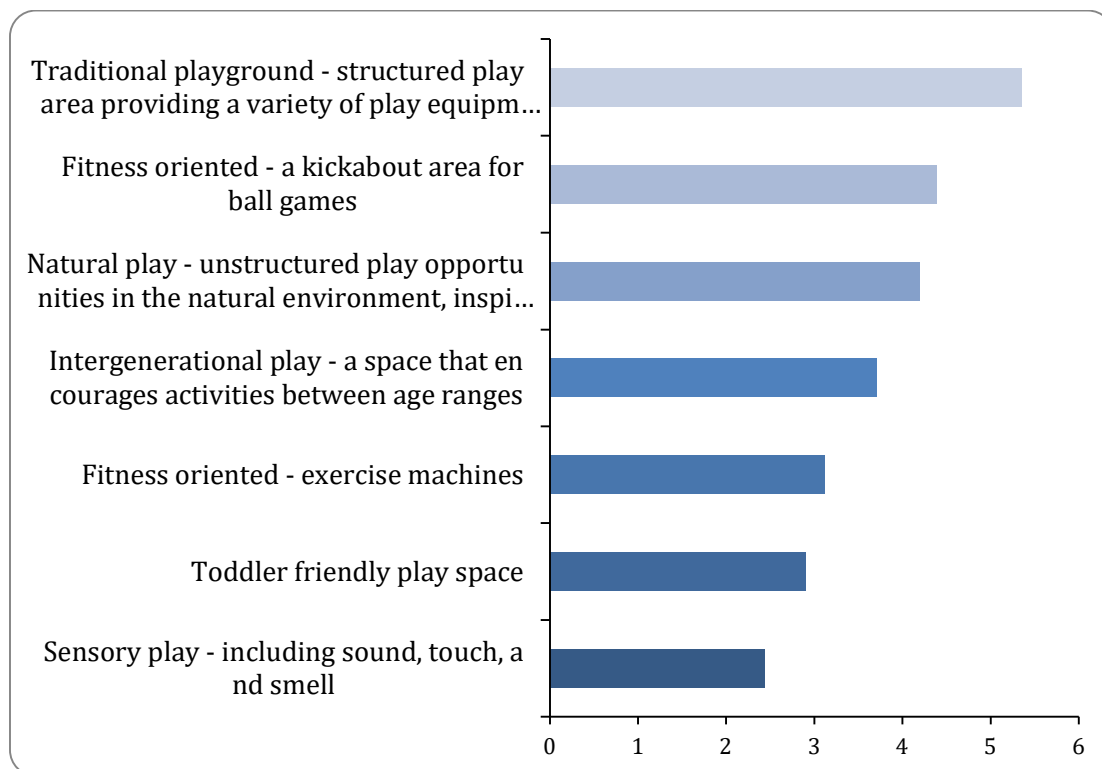 Traditional playground - structured play
area providing a variety of play equipm...
Fitness oriented - a kickabout area for
ball games
Natural play - unstructured play opportu
nities in the natural environment, inspi...
Intergenerational play - a space that en
courages activities between age ranges
Fitness oriented - exercise machines
Toddler friendly play space
Sensory play - including sound, touch, a
nd smell
0 1 2 3 4 5 6